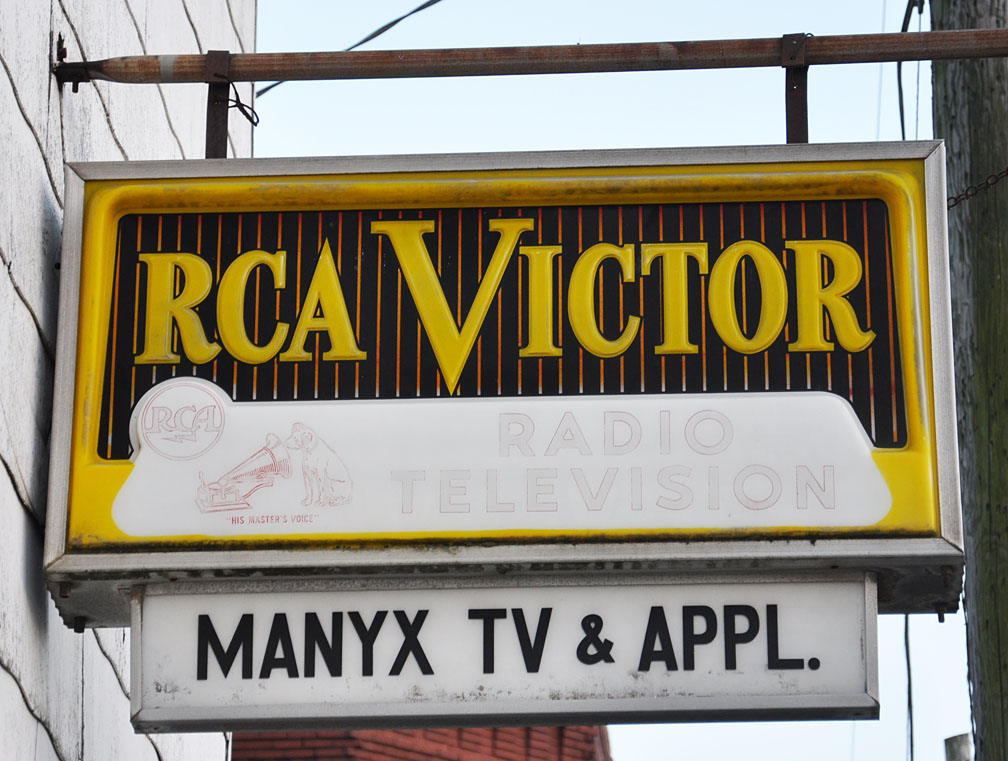 RCA VICTOR
RCA
RADIO
TELEVISION
"HIS MASTER'S VOICE"
MANYX TV & APPL.